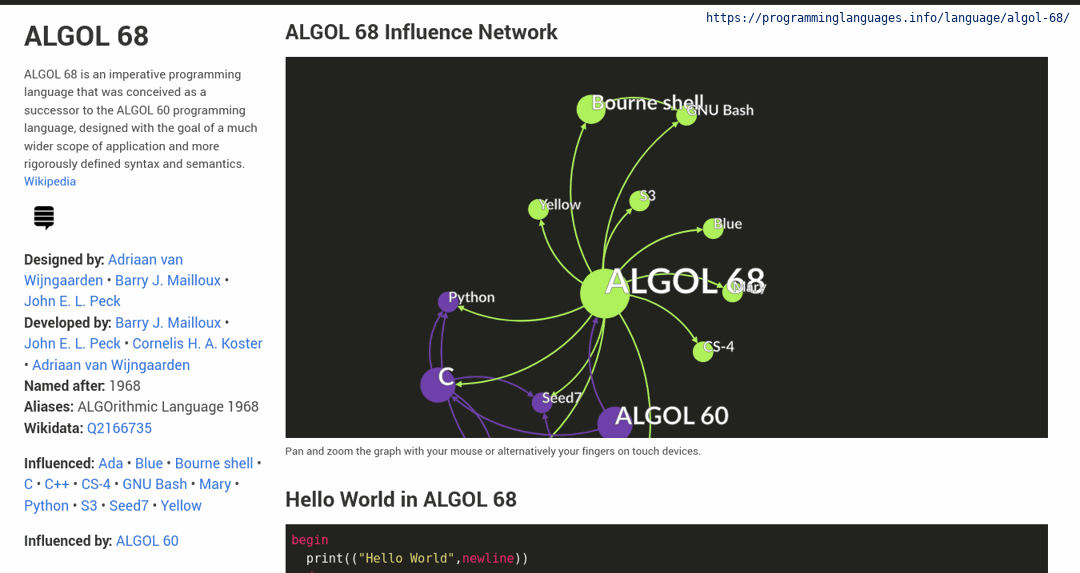 https://programminglanguages.info/language/algol-68/
ALGOL 68
ALGOL 68 is an imperative programming
language that was conceived as a
successor to the ALGOL 60 programming
language, designed with the goal of a much
wider scope of application and more
rigorously defined syntax and semantics.
Wikipedia
Designed by: Adriaan van
Wijngaarden • Barry J. Mailloux •
John E. L. Peck
Developed by: Barry J. Mailloux •
John E. L. Peck • Cornelis H. A. Koster
• Adriaan van Wijngaarden
Named after: 1968
Aliases: ALGOrithmic Language 1968
Wikidata: Q2166735
Influenced: Ada • Blue • Bourne shell •
C • C++ • CS-4 • GNU Bash • Mary •
Python • S3 • Seed7 • Yellow
Influenced by: ALGOL 60
ALGOL 68 Influence Network
Bourne shell
GNU Bash
S3
Yellow
Blue
ALGOL 68
Mary
Python
CS-4
C
Seed7
ALGOL 60
Pan and zoom the graph with your mouse or alternatively your fingers on touch devices.
Hello World in ALGOL 68
begin
print(("Hello World",newline))